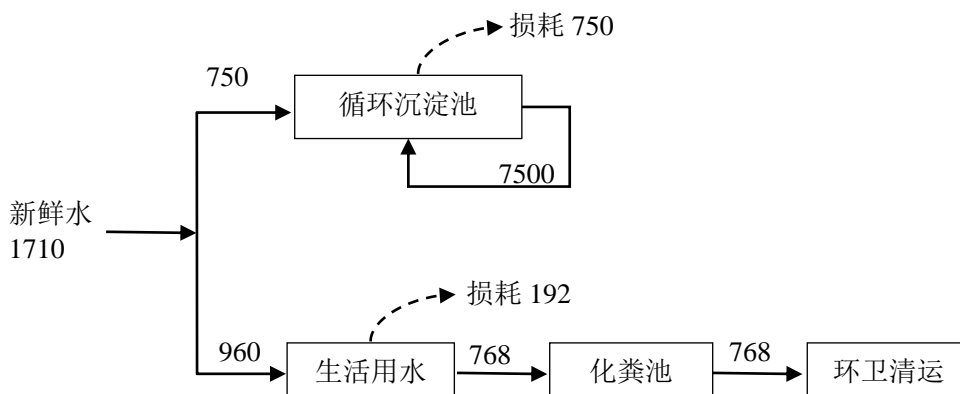 损耗 750
750
循环沉淀池
7500
新鲜水
1710
损耗 192
960
生活用水
768
化粪池
768
环卫清运